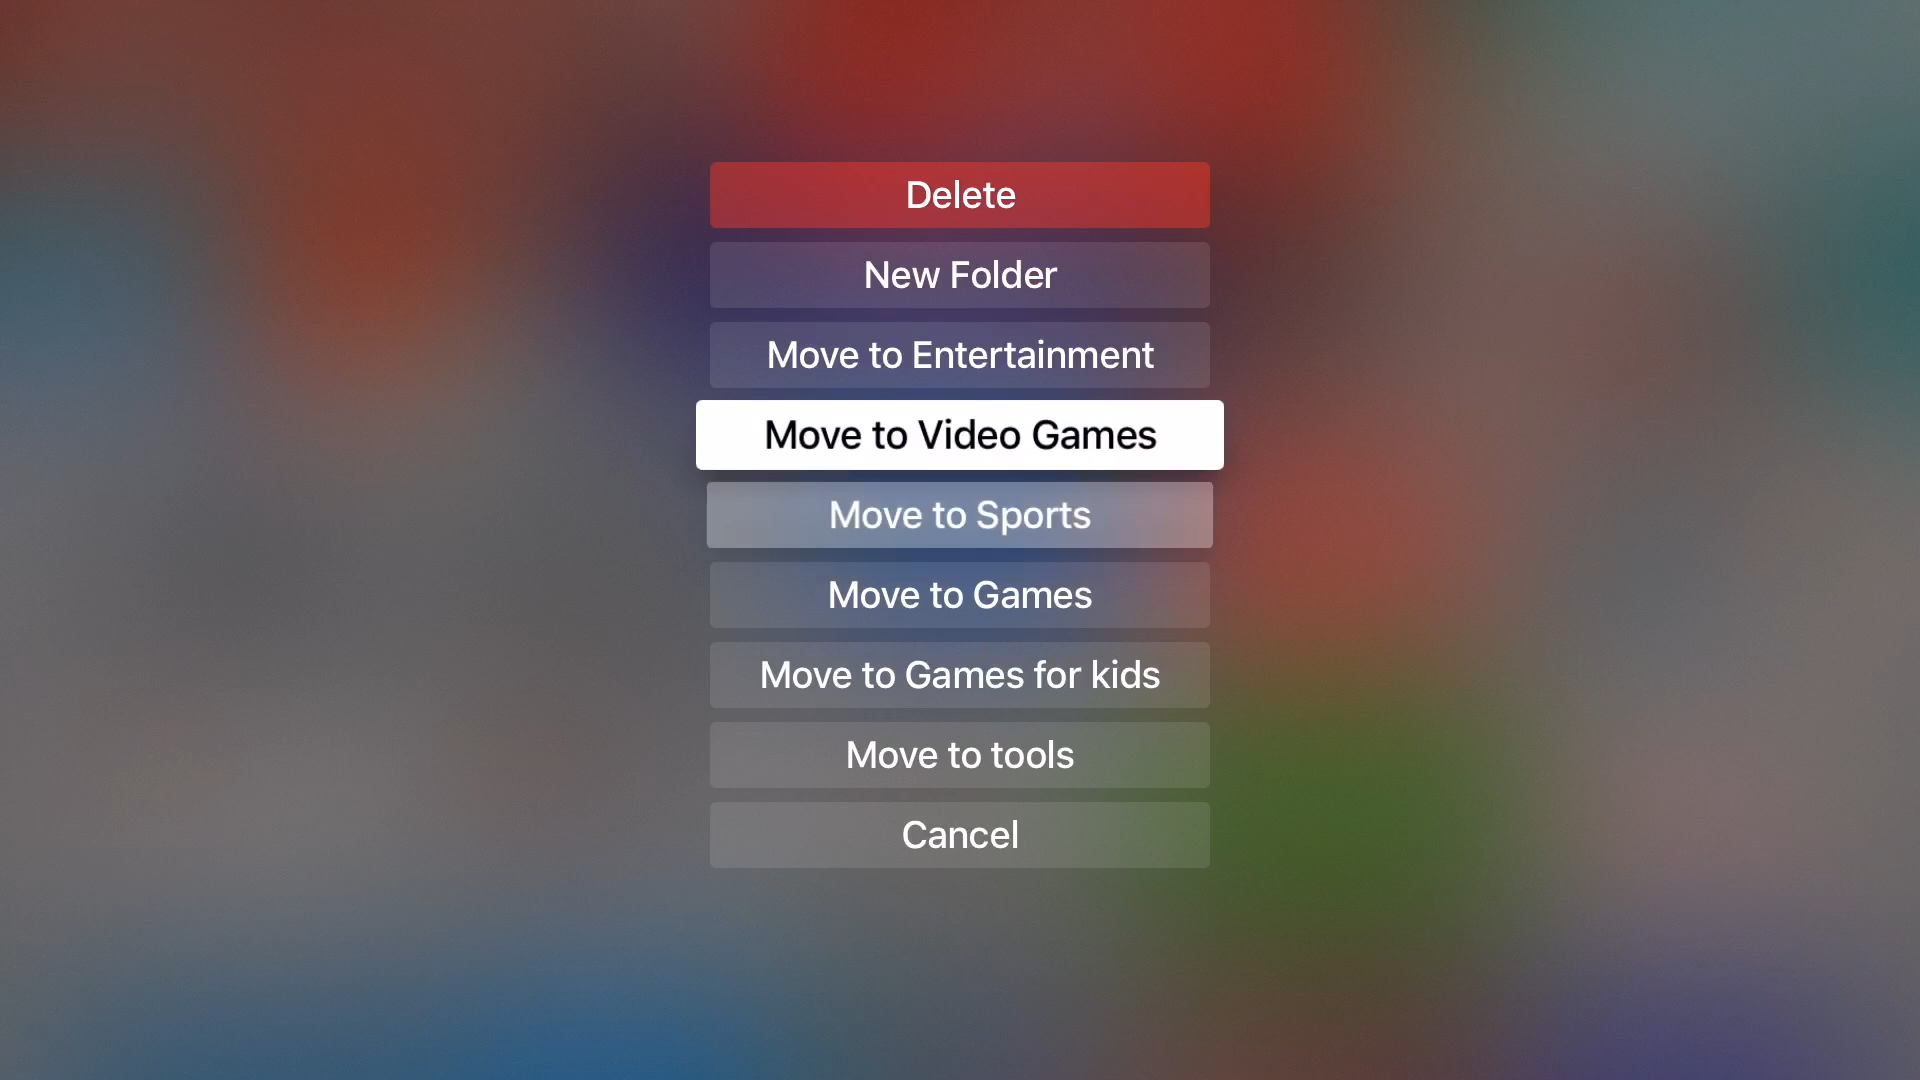 Delete
New Folder
Move to Entertainment
Move to Video Games
Move to Sports
Move to Games
Move to Games for kids
Move to tools
Cancel